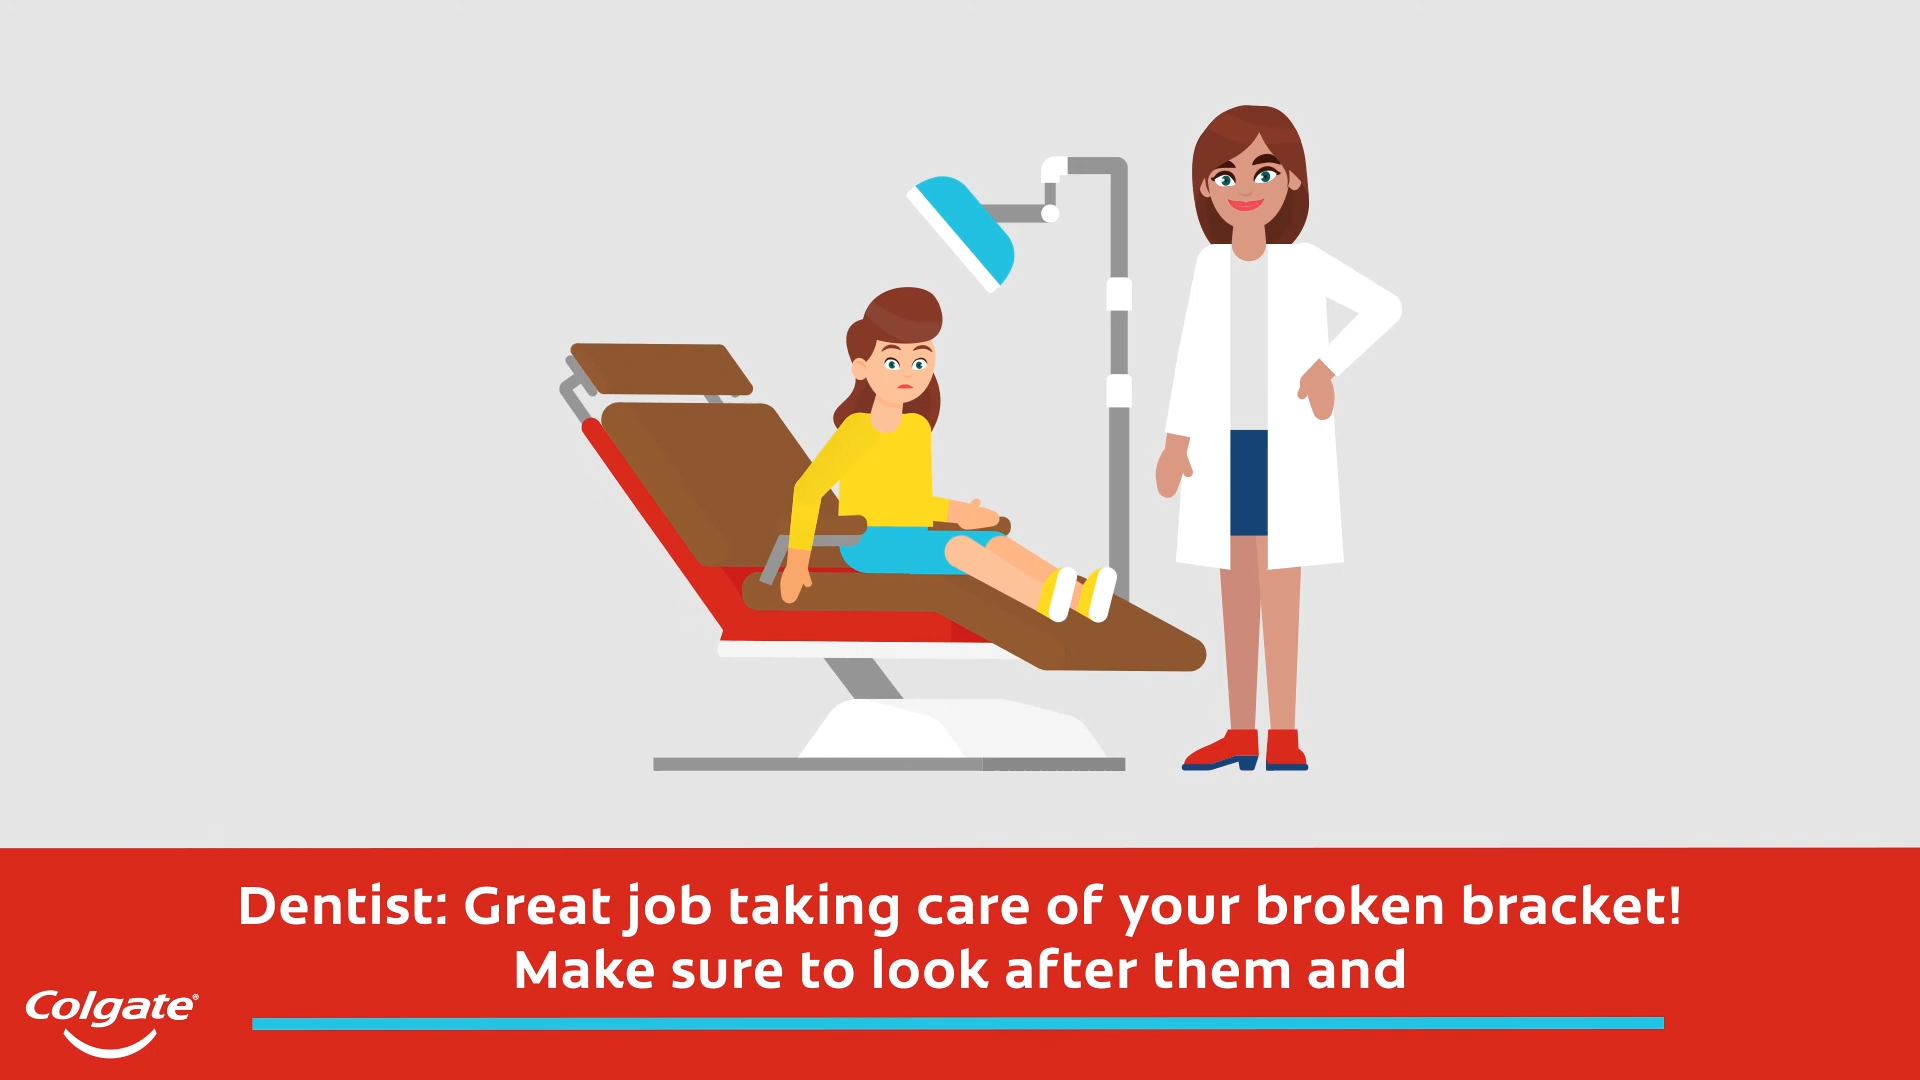 Dentist: Great job taking care of your broken bracket!
Make sure to look after them and
Colgate®